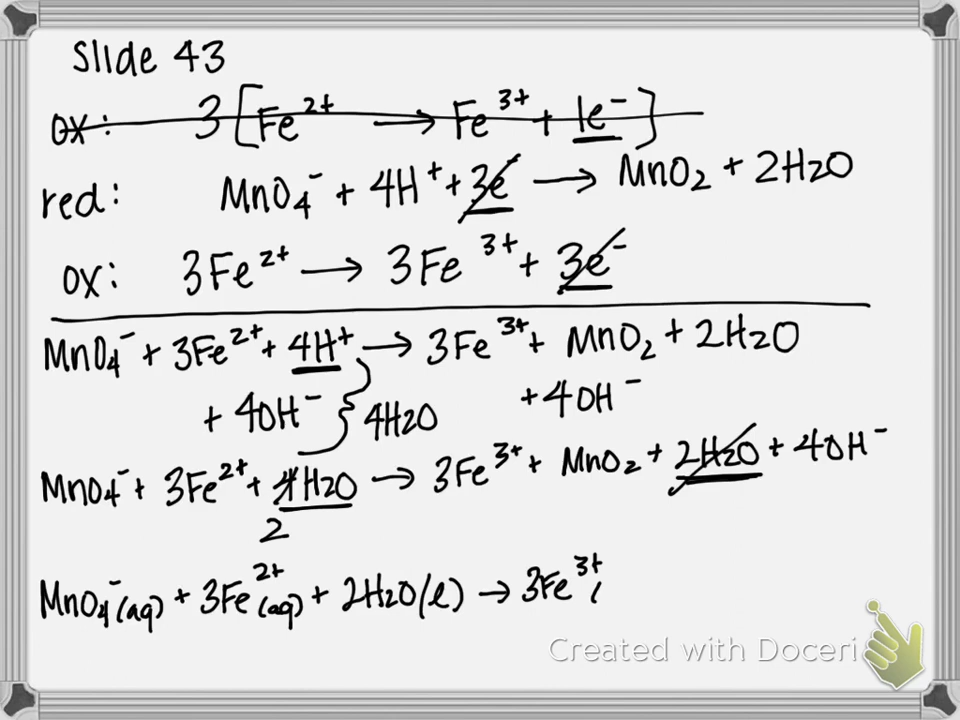 Slide 43
ox: 3[Fe²⁺ → Fe³⁺ + 1e⁻]
red: MnO₄⁻ + 4H⁺ + 3e⁻ → MnO₂ + 2H₂O
ox: 3Fe²⁺ → 3Fe³⁺ + 3e⁻
MnO₄⁻ + 3Fe²⁺ + 4H⁺ → 3Fe³⁺ + MnO₂ + 2H₂O
+ 4OH⁻ } 4H₂O + 4OH⁻
MnO₄⁻ + 3Fe²⁺ + 4H₂O → 3Fe³⁺ + MnO₂ + 2H₂O + 4OH⁻
2
MnO₄⁻(aq) + 3Fe²⁺(aq) + 2H₂O(l) → 3Fe³⁺(
Created with Doceri